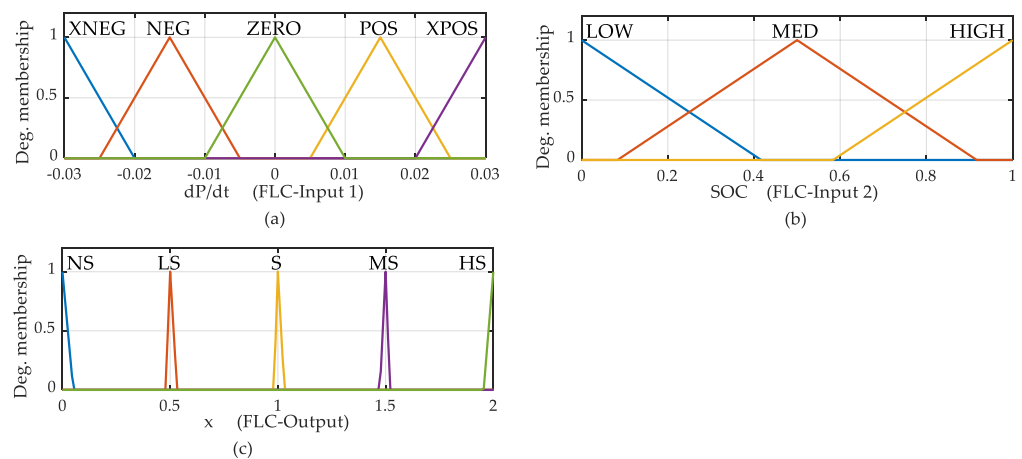 XNEG NEG ZERO POS XPOS
Deg. membership
1
0.5
0
-0.03 -0.02 -0.01 0 0.01 0.02 0.03
dP/dt (FLC-Input 1)
(a)
LOW MED HIGH
Deg. membership
1
0.5
0
0 0.2 0.4 0.6 0.8 1
SOC (FLC-Input 2)
(b)
NS LS S MS HS
Deg. membership
1
0.5
0
0 0.5 1 1.5 2
x (FLC-Output)
(c)